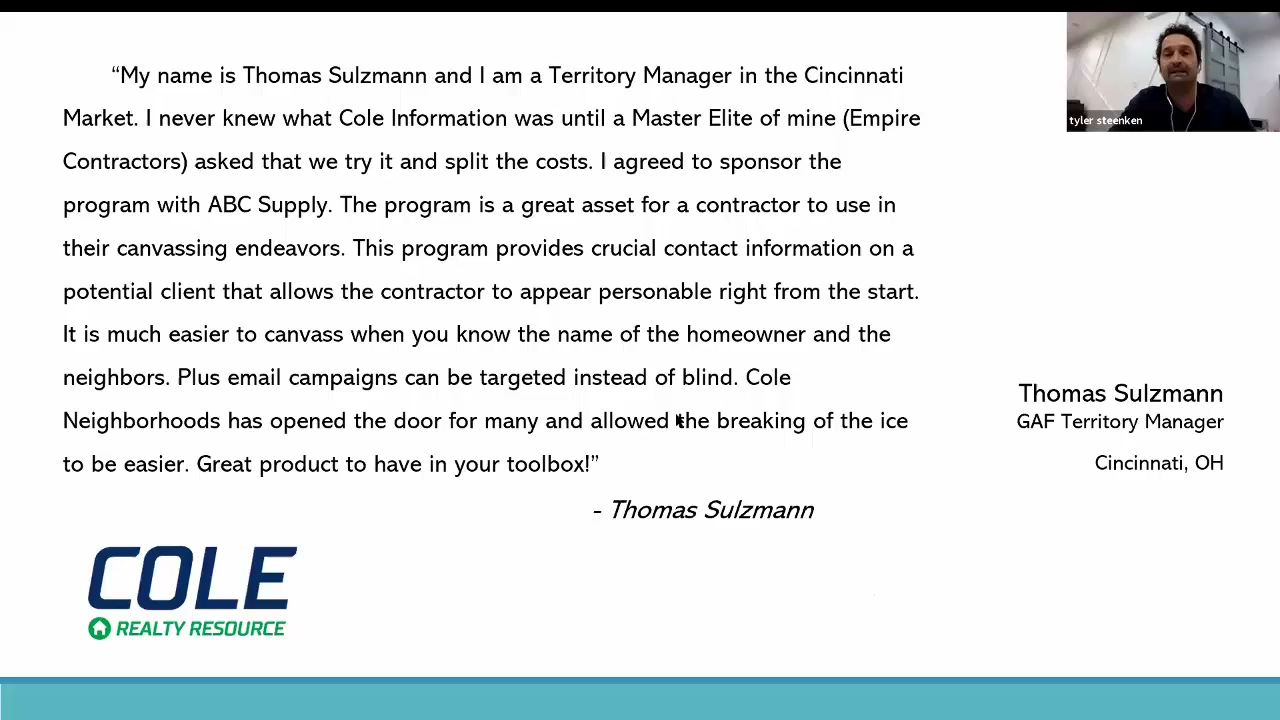 “My name is Thomas Sulzmann and I am a Territory Manager in the Cincinnati
Market. I never knew what Cole Information was until a Master Elite of mine (Empire
Contractors) asked that we try it and split the costs. I agreed to sponsor the
program with ABC Supply. The program is a great asset for a contractor to use in
their canvassing endeavors. This program provides crucial contact information on a
potential client that allows the contractor to appear personable right from the start.
It is much easier to canvass when you know the name of the homeowner and the
neighbors. Plus email campaigns can be targeted instead of blind. Cole
Neighborhoods has opened the door for many and allowed the breaking of the ice
to be easier. Great product to have in your toolbox!”
- Thomas Sulzmann
tyler steenken
Thomas Sulzmann
GAF Territory Manager
Cincinnati, OH
COLE
REALTY RESOURCE